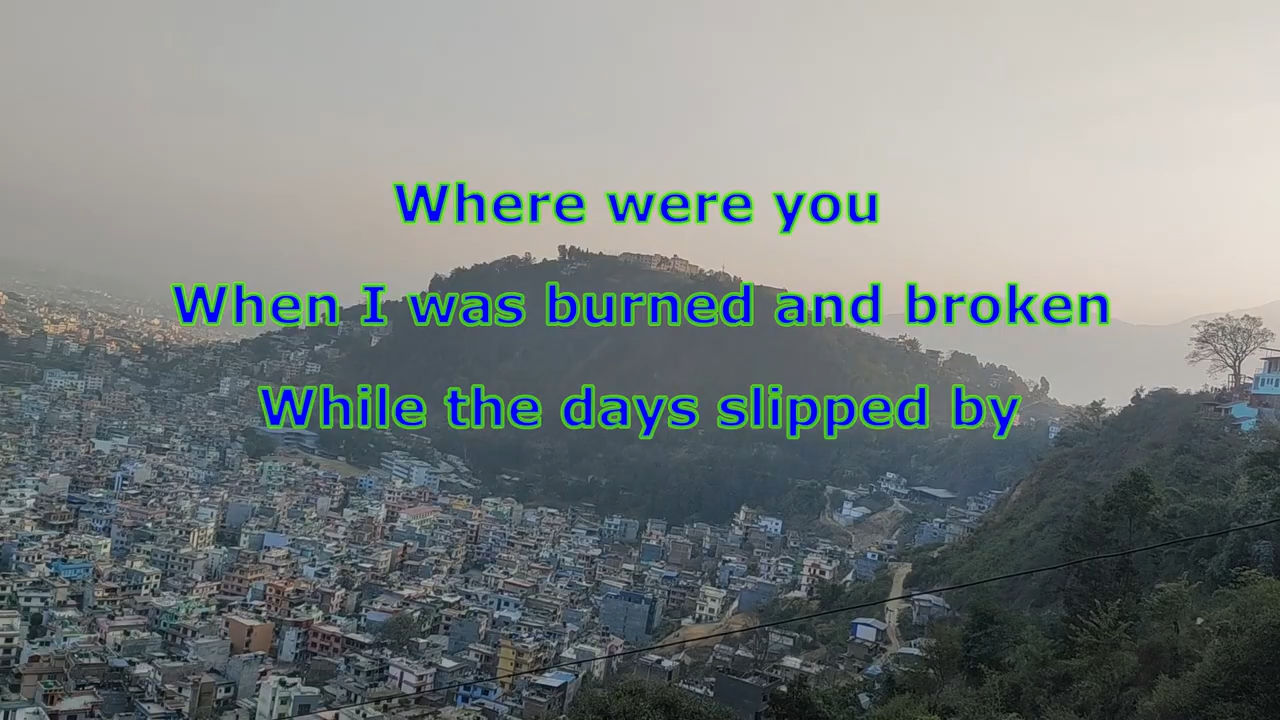 Where were you
When I was burned and broken
While the days slipped by